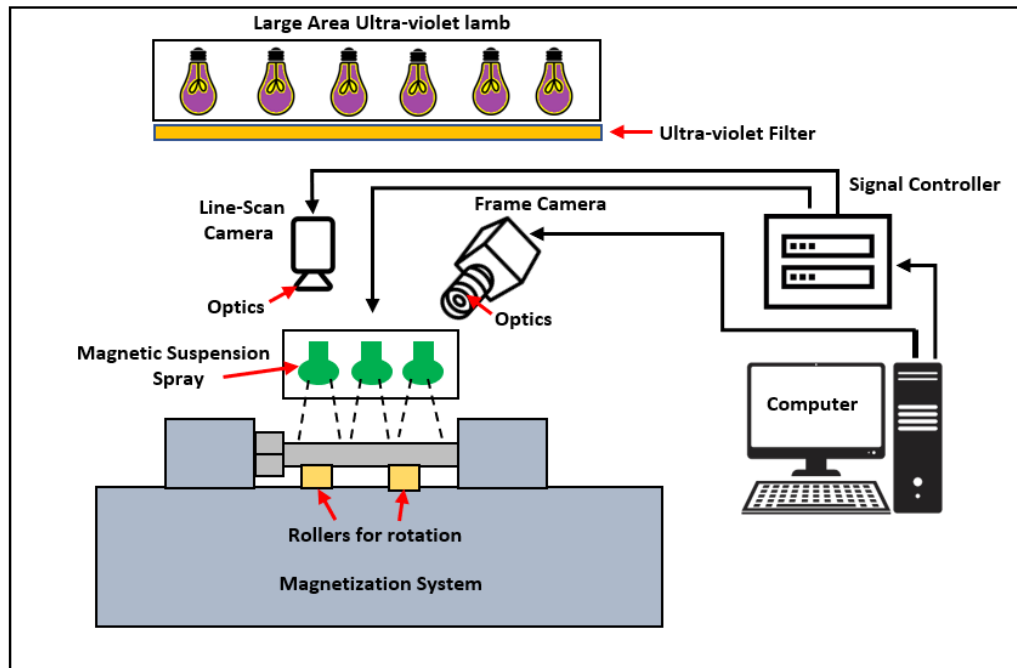 Large Area Ultra-violet lamb
Ultra-violet Filter
Signal Controller
Line-Scan
Camera
Frame Camera
Optics
Optics
Magnetic Suspension
Spray
Computer
Rollers for rotation
Magnetization System